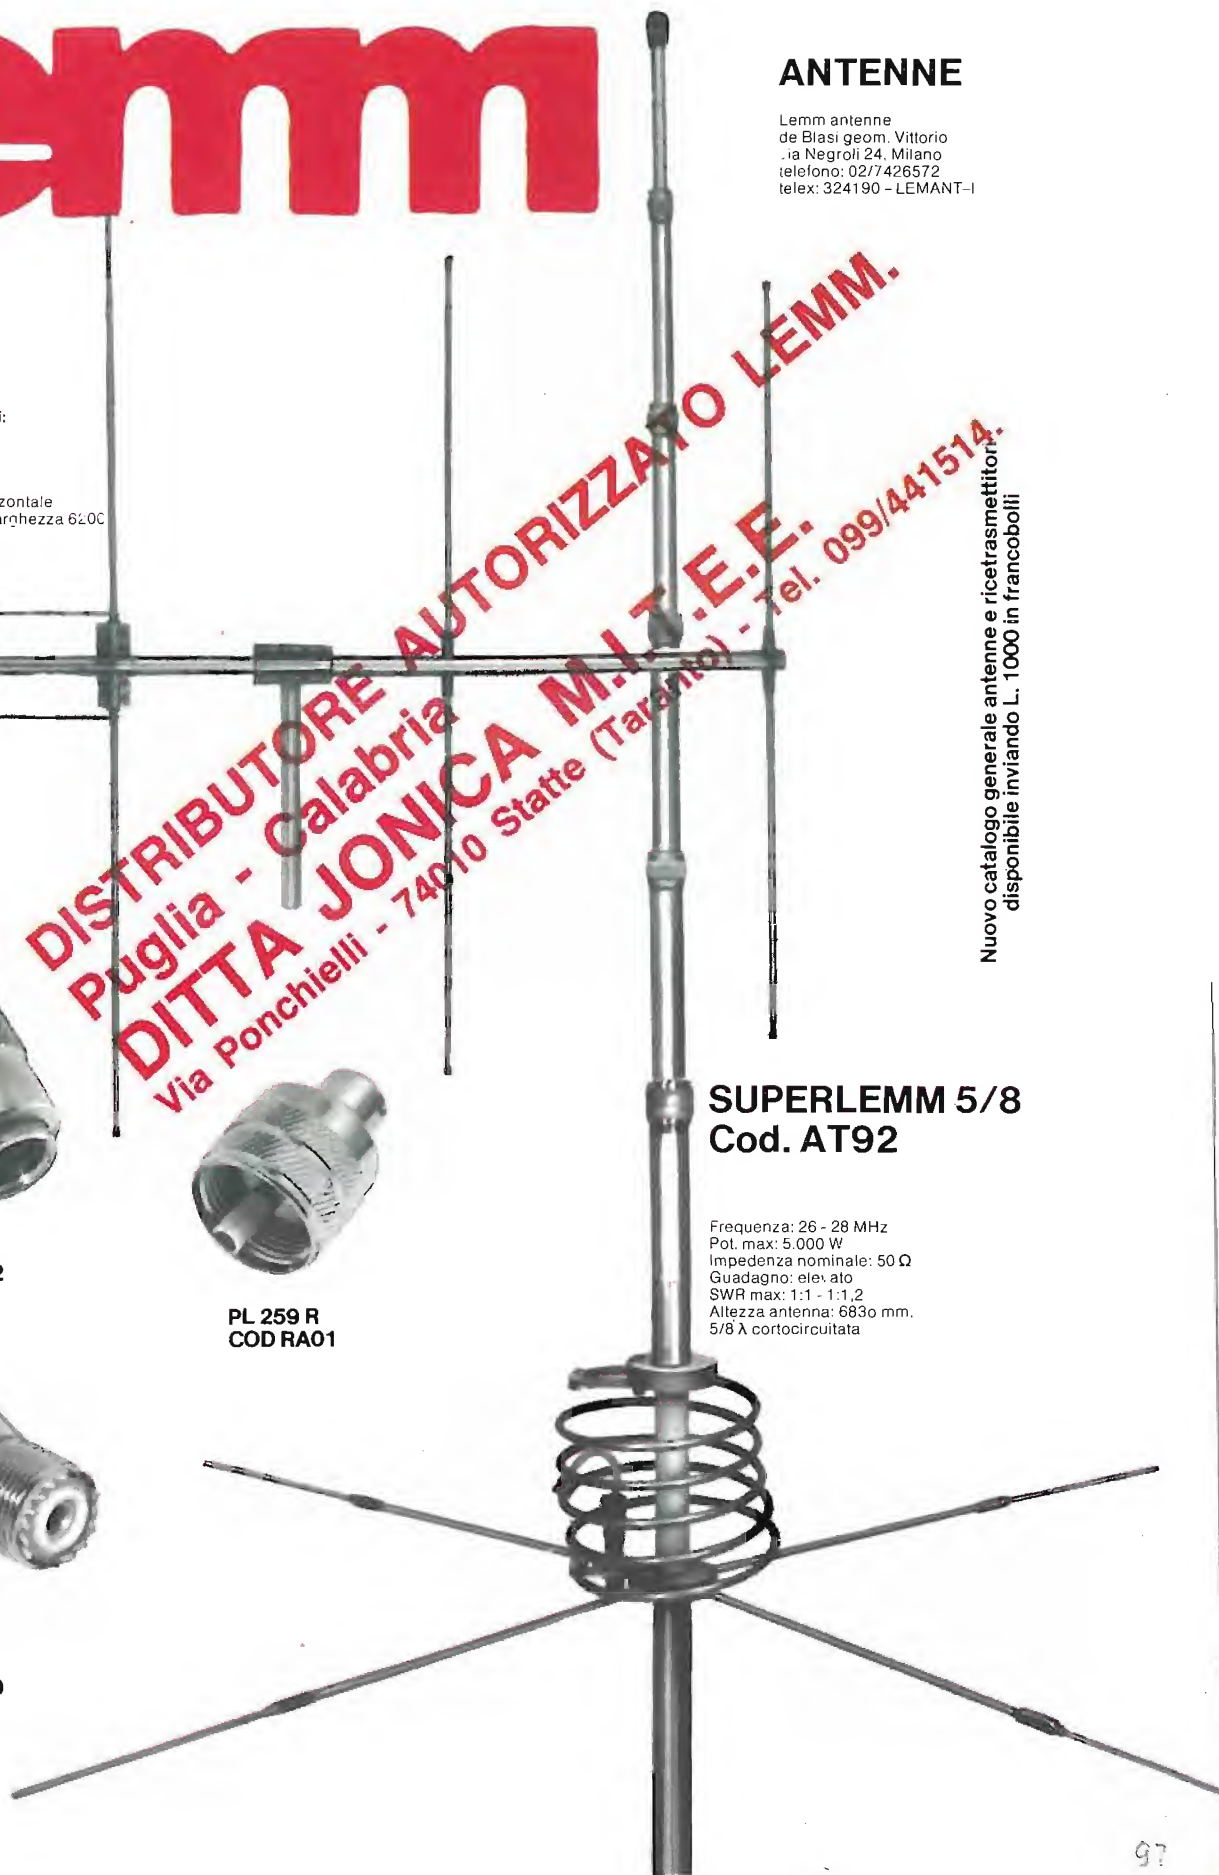 emm
ANTENNE
Lemm antenne
de Blasi geom. Vittorio
ia Negroli 24, Milano
telefono: 02/7426572
telex: 324190 – LEMANT–I
i:
zontale
arghezza
DISTRIBUTORE AUTORIZZATO LEMM.
Puglia - Calabria
DITTA JONICA M.I.T.E.E.
Via Ponchielli - 74010 Statte (Taranto) - Tel. 099/441514.
Nuovo catalogo generale antenne e ricetrasmettitori
disponibile inviando L. 1000 in francobolli
SUPERLEMM 5/8
Cod. AT92
Frequenza: 26 - 28 MHz
Pot. max: 5.000 W
Impedenza nominale: 50 Ω
Guadagno: elevato
SWR max: 1:1 - 1:1,2
Altezza antenna: 683o mm.
5/8 λ cortocircuitata
2
PL 259 R
COD RA01
97